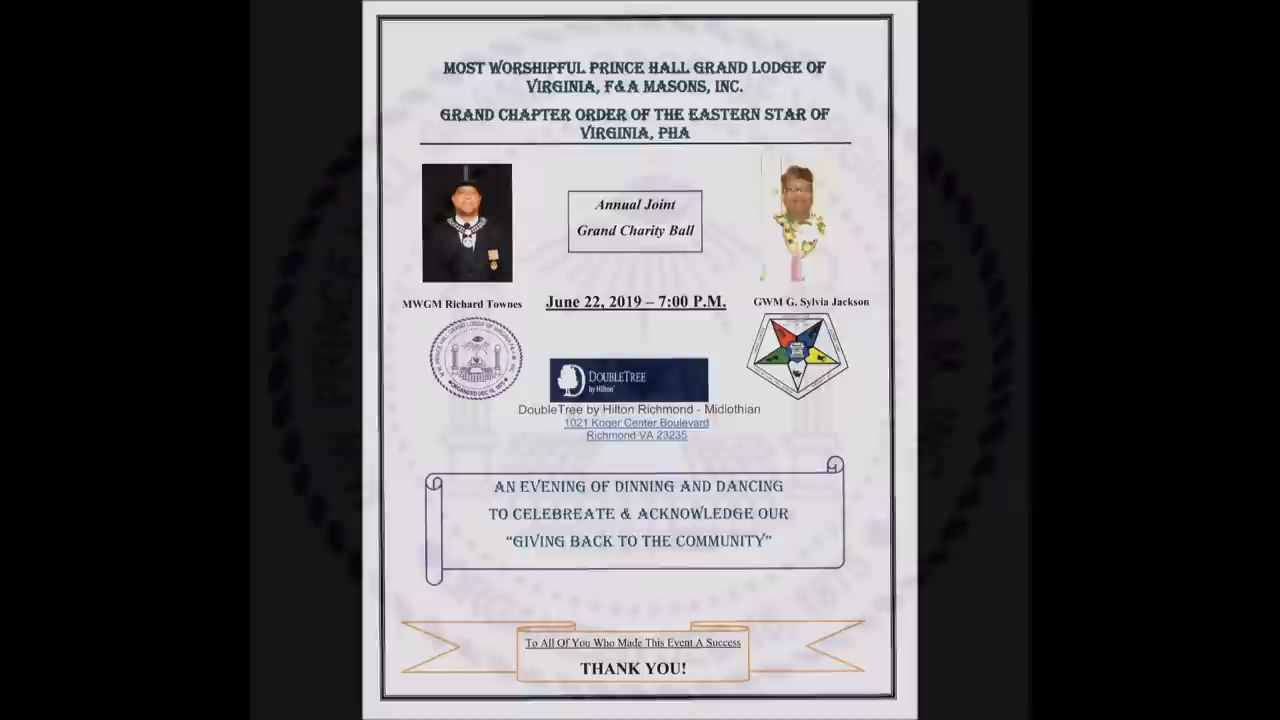 MOST WORSHIPFUL PRINCE HALL GRAND LODGE OF
VIRGINIA, F&A MASONS, INC.
GRAND CHAPTER ORDER OF THE EASTERN STAR OF
VIRGINIA, PHA
Annual Joint
Grand Charity Ball
MWGM Richard Townes
June 22, 2019 – 7:00 P.M.
GWM G. Sylvia Jackson
DOUBLETREE
by Hilton
DoubleTree by Hilton Richmond - Midlothian
1021 Koger Center Boulevard
Richmond VA 23235
AN EVENING OF DINNING AND DANCING
TO CELEBREATE & ACKNOWLEDGE OUR
“GIVING BACK TO THE COMMUNITY”
To All Of You Who Made This Event A Success
THANK YOU!